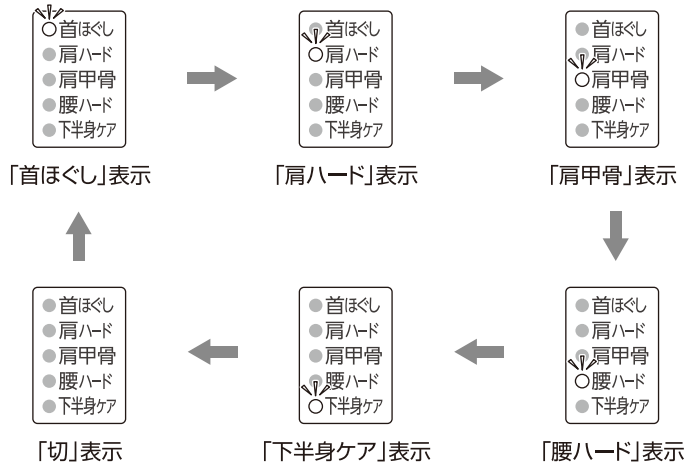 首ほぐし
肩ハード
肩甲骨
腰ハード
下半身ケア
「首ほぐし」表示
首ほぐし
肩ハード
肩甲骨
腰ハード
下半身ケア
「肩ハード」表示
首ほぐし
肩ハード
肩甲骨
腰ハード
下半身ケア
「肩甲骨」表示
首ほぐし
肩ハード
肩甲骨
腰ハード
下半身ケア
「切」表示
首ほぐし
肩ハード
肩甲骨
腰ハード
下半身ケア
「下半身ケア」表示
首ほぐし
肩ハード
肩甲骨
腰ハード
下半身ケア
「腰ハード」表示